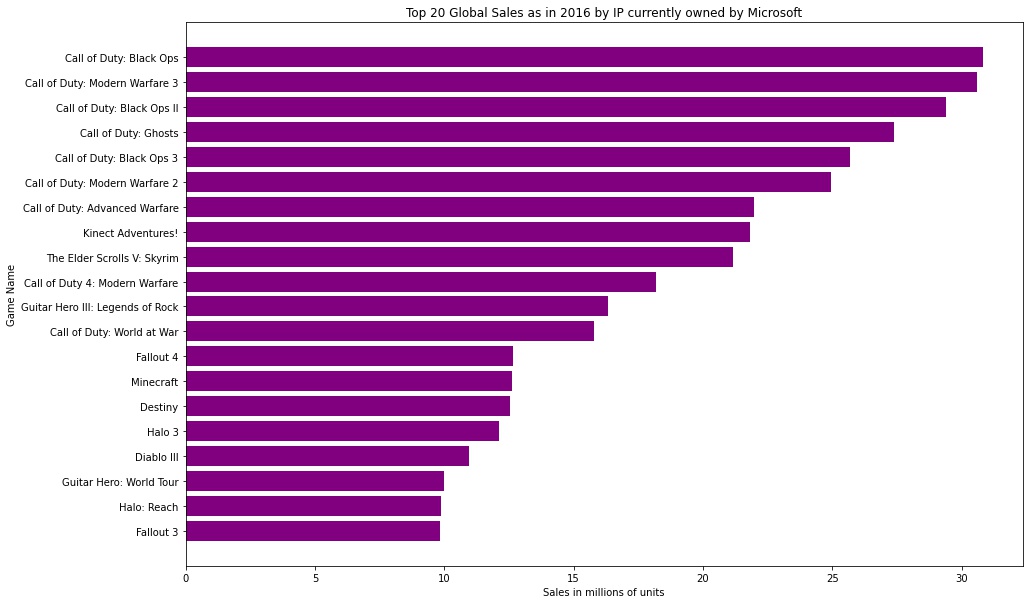 Top 20 Global Sales as in 2016 by IP currently owned by Microsoft
Game Name
Call of Duty: Black Ops
Call of Duty: Modern Warfare 3
Call of Duty: Black Ops II
Call of Duty: Ghosts
Call of Duty: Black Ops 3
Call of Duty: Modern Warfare 2
Call of Duty: Advanced Warfare
Kinect Adventures!
The Elder Scrolls V: Skyrim
Call of Duty 4: Modern Warfare
Guitar Hero III: Legends of Rock
Call of Duty: World at War
Fallout 4
Minecraft
Destiny
Halo 3
Diablo III
Guitar Hero: World Tour
Halo: Reach
Fallout 3
0 5 10 15 20 25 30
Sales in millions of units